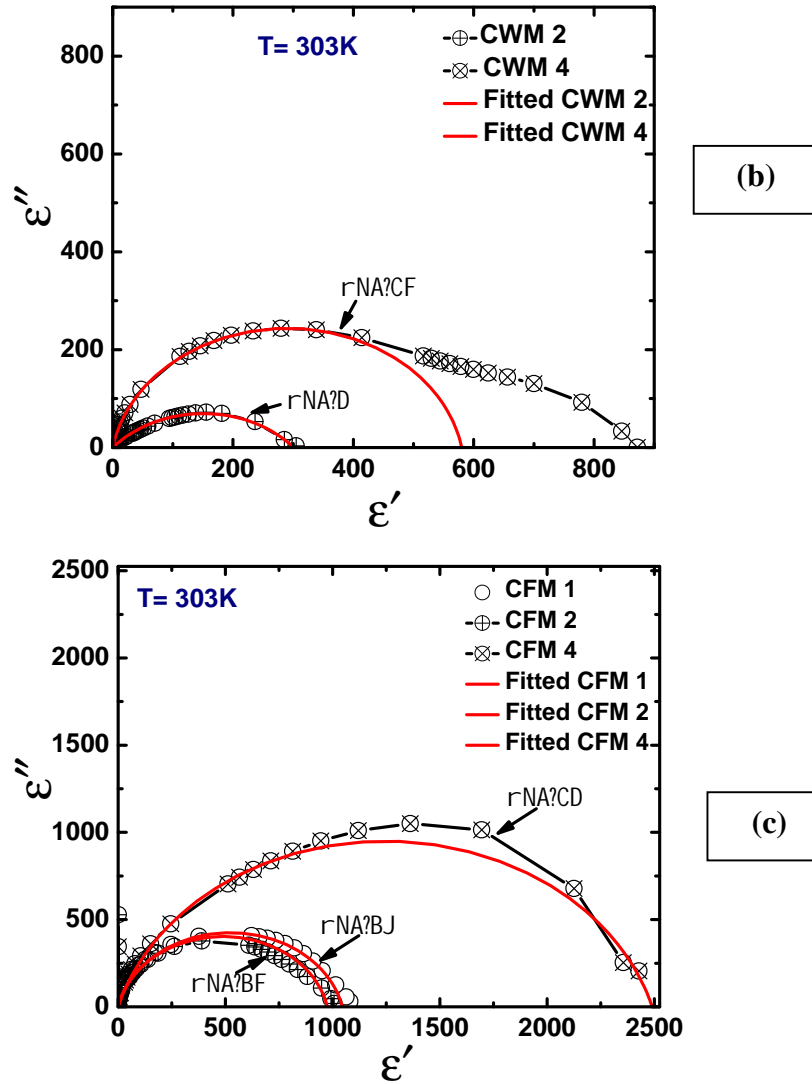 800
600
400
200
0
0 200 400 600 800
ε″
ε′
T= 303K
CWM 2
CWM 4
Fitted CWM 2
Fitted CWM 4
rNA?CF
rNA?D
(b)
2500
2000
1500
1000
500
0
0 500 1000 1500 2000 2500
ε″
ε′
T= 303K
CFM 1
CFM 2
CFM 4
Fitted CFM 1
Fitted CFM 2
Fitted CFM 4
rNA?CD
rNA?BJ
rNA?BF
(c)